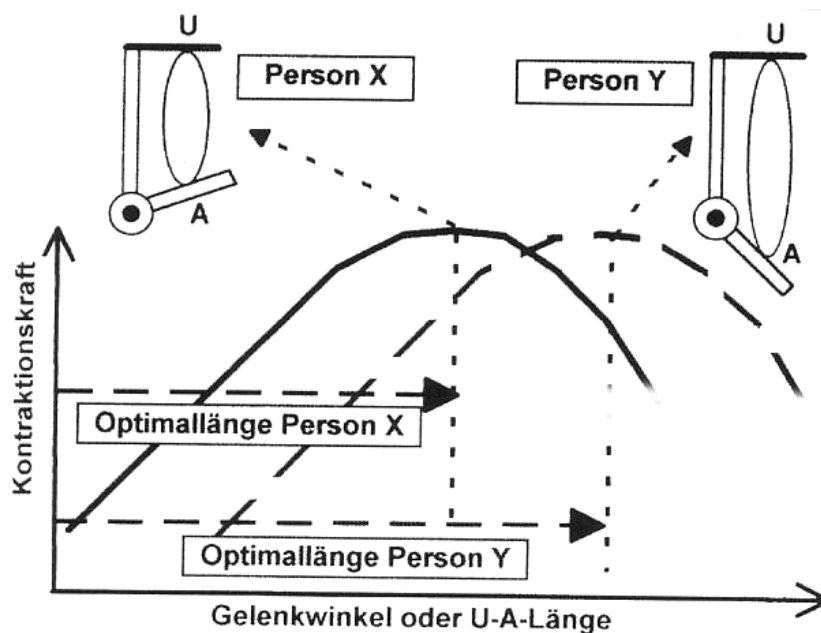 U
U
Person X
Person Y
A
A
Kontraktionskraft
Optimallänge Person X
Optimallänge Person Y
Gelenkwinkel oder U-A-Länge